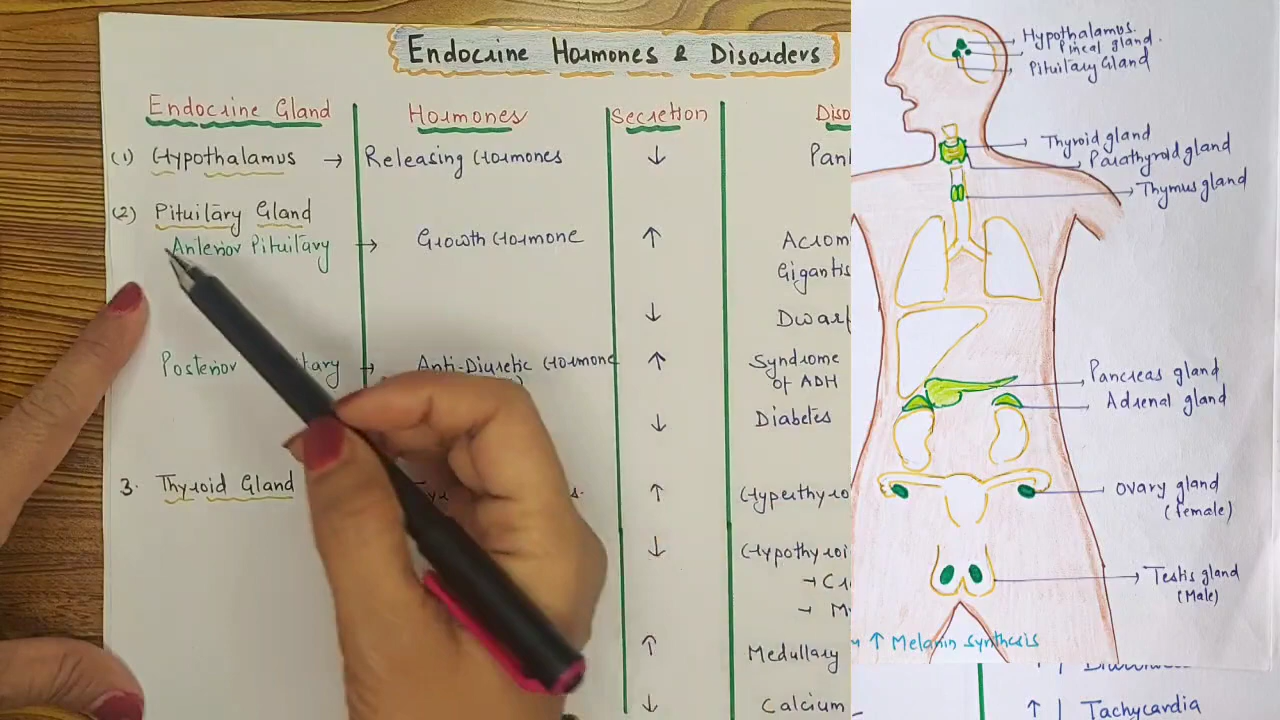 Endocrine Hormones & Disorders
Endocrine Gland Hormones Secretion
(1) Hypothalamus → Releasing Hormones ↓
(2) Pituitary Gland
Anterior Pituitary → Growth Hormone ↑
↓
Posterior → Anti-Diuretic Hormone ↑ Syndrome
of ADH
↓ Diabetes
3. Thyroid Gland ↑
↓
↑ Medullary
↓ Calcium
Hypothalamus.
Pineal gland.
Pituitary Gland
Thyroid gland
Parathyroid gland
Thymus gland
Pancreas gland
Adrenal gland
Ovary gland
(female)
Testis gland
(Male)
↑ Melanin synthesis
↑ Tachycardia